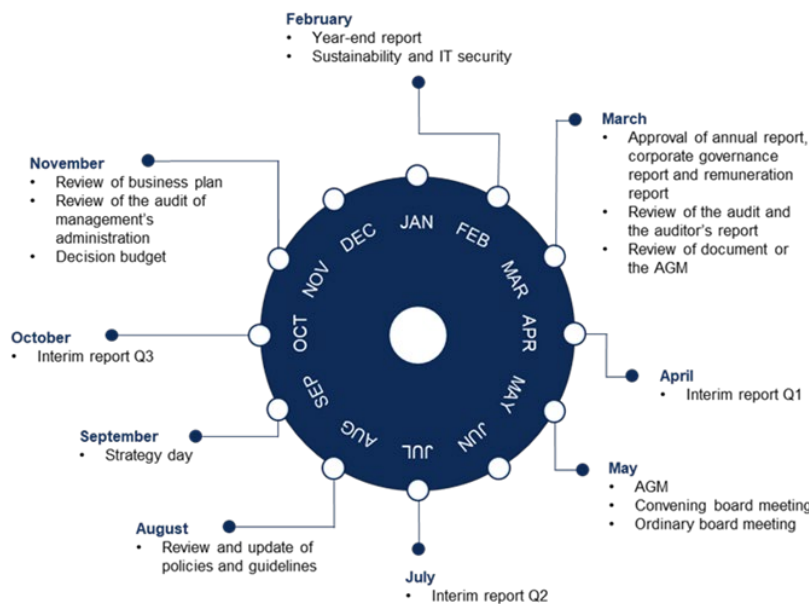 February
• Year-end report
• Sustainability and IT security
March
• Approval of annual report,
corporate governance
report and remuneration
report
• Review of the audit and
the auditor's report
• Review of document or
the AGM
November
• Review of business plan
• Review of the audit of
management's
administration
• Decision budget
JAN
FEB
MAR
APR
MAY
JUN
JUL
AUG
SEP
OCT
NOV
DEC
October
• Interim report Q3
April
• Interim report Q1
September
• Strategy day
May
• AGM
• Convening board meeting
• Ordinary board meeting
August
• Review and update of
policies and guidelines
July
• Interim report Q2